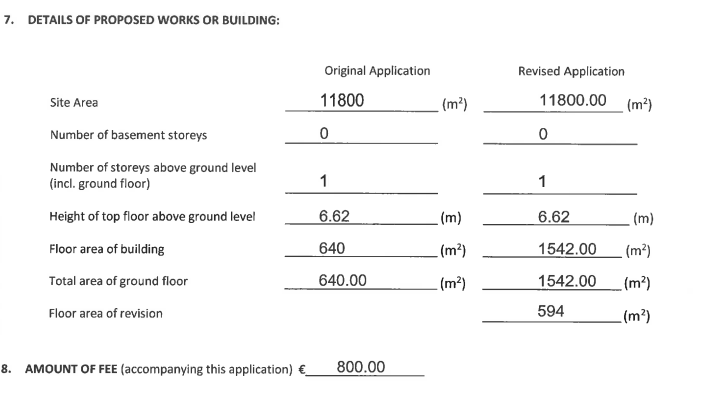 7. DETAILS OF PROPOSED WORKS OR BUILDING:
Original Application Revised Application
Site Area 11800 (m²) 11800.00 (m²)
Number of basement storeys 0 0
Number of storeys above ground level
(incl. ground floor) 1 1
Height of top floor above ground level 6.62 (m) 6.62 (m)
Floor area of building 640 (m²) 1542.00 (m²)
Total area of ground floor 640.00 (m²) 1542.00 (m²)
Floor area of revision 594 (m²)
8. AMOUNT OF FEE (accompanying this application) € 800.00